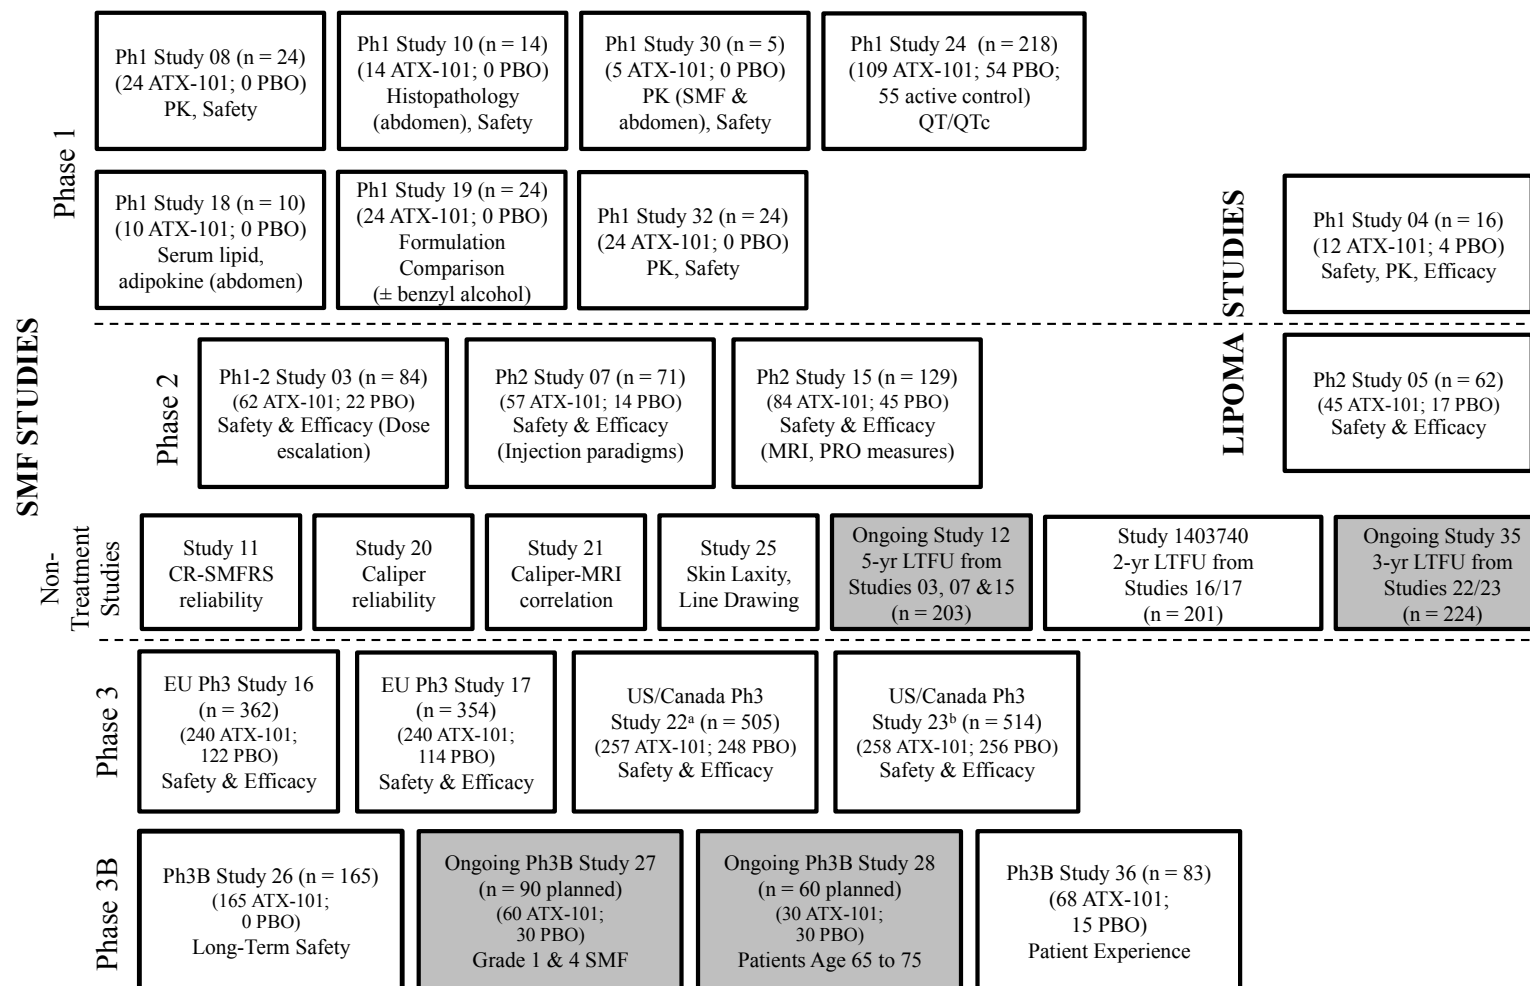 SMF STUDIES
Phase 1
Ph1 Study 08 (n = 24)
(24 ATX-101; 0 PBO)
PK, Safety
Ph1 Study 10 (n = 14)
(14 ATX-101; 0 PBO)
Histopathology
(abdomen), Safety
Ph1 Study 30 (n = 5)
(5 ATX-101; 0 PBO)
PK (SMF &
abdomen), Safety
Ph1 Study 24 (n = 218)
(109 ATX-101; 54 PBO;
55 active control)
QT/QTc
Ph1 Study 18 (n = 10)
(10 ATX-101; 0 PBO)
Serum lipid,
adipokine (abdomen)
Ph1 Study 19 (n = 24)
(24 ATX-101; 0 PBO)
Formulation
Comparison
(± benzyl alcohol)
Ph1 Study 32 (n = 24)
(24 ATX-101; 0 PBO)
PK, Safety
LIPOMA STUDIES
Ph1 Study 04 (n = 16)
(12 ATX-101; 4 PBO)
Safety, PK, Efficacy
Phase 2
Ph1-2 Study 03 (n = 84)
(62 ATX-101; 22 PBO)
Safety & Efficacy (Dose
escalation)
Ph2 Study 07 (n = 71)
(57 ATX-101; 14 PBO)
Safety & Efficacy
(Injection paradigms)
Ph2 Study 15 (n = 129)
(84 ATX-101; 45 PBO)
Safety & Efficacy
(MRI, PRO measures)
Ph2 Study 05 (n = 62)
(45 ATX-101; 17 PBO)
Safety & Efficacy
Non-
Treatment
Studies
Study 11
CR-SMFRS
reliability
Study 20
Caliper
reliability
Study 21
Caliper-MRI
correlation
Study 25
Skin Laxity,
Line Drawing
Ongoing Study 12
5-yr LTFU from
Studies 03, 07 &15
(n = 203)
Study 1403740
2-yr LTFU from
Studies 16/17
(n = 201)
Ongoing Study 35
3-yr LTFU from
Studies 22/23
(n = 224)
Phase 3
EU Ph3 Study 16
(n = 362)
(240 ATX-101;
122 PBO)
Safety & Efficacy
EU Ph3 Study 17
(n = 354)
(240 ATX-101;
114 PBO)
Safety & Efficacy
US/Canada Ph3
Study 22ᵃ (n = 505)
(257 ATX-101; 248 PBO)
Safety & Efficacy
US/Canada Ph3
Study 23ᵇ (n = 514)
(258 ATX-101; 256 PBO)
Safety & Efficacy
Phase 3B
Ph3B Study 26 (n = 165)
(165 ATX-101;
0 PBO)
Long-Term Safety
Ongoing Ph3B Study 27
(n = 90 planned)
(60 ATX-101;
30 PBO)
Grade 1 & 4 SMF
Ongoing Ph3B Study 28
(n = 60 planned)
(30 ATX-101;
30 PBO)
Patients Age 65 to 75
Ph3B Study 36 (n = 83)
(68 ATX-101;
15 PBO)
Patient Experience